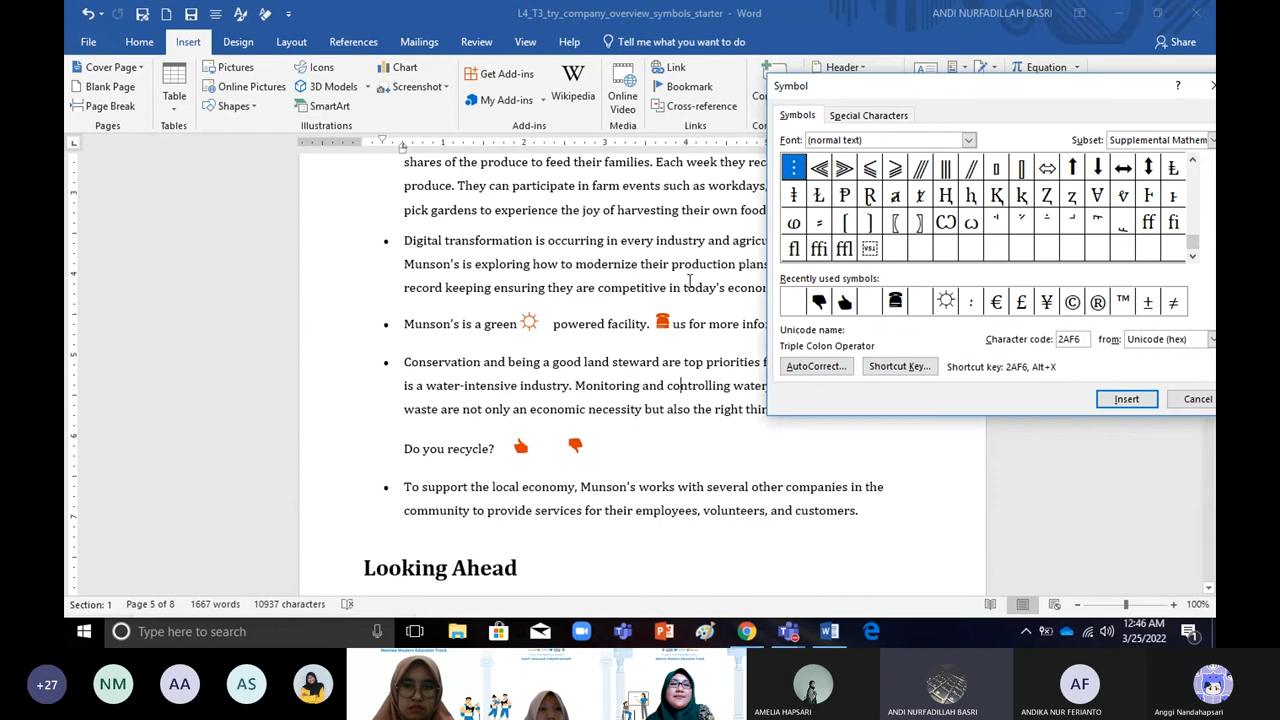 L4_T3_try_company_overview_symbols_starter - Word
ANDI NURFADILLAH BASRI
File Home Insert Design Layout References Mailings Review View Help Tell me what you want to do Share
Cover Page
Blank Page
Page Break
Pages
Table
Tables
Pictures
Online Pictures
Shapes
Icons
3D Models
SmartArt
Chart
Screenshot
Illustrations
Get Add-ins
My Add-ins
Wikipedia
Add-ins
Online
Video
Media
Link
Bookmark
Cross-reference
Links
Header
Equation
Symbol
Symbols Special Characters
Font: (normal text)
Subset: Supplemental Mathem
Recently used symbols:
€ £ ¥ © ® ™ ± ≠
Unicode name:
Triple Colon Operator
Character code: 2AF6 from: Unicode (hex)
AutoCorrect... Shortcut Key... Shortcut key: 2AF6, Alt+X
Insert Cancel
shares of the produce to feed their families. Each week they rec
produce. They can participate in farm events such as workdays,
pick gardens to experience the joy of harvesting their own food
• Digital transformation is occurring in every industry and agricu
Munson's is exploring how to modernize their production plans
record keeping ensuring they are competitive in today's econo
• Munson's is a green ☼ powered facility. ☎ us for more info
• Conservation and being a good land steward are top priorities f
is a water-intensive industry. Monitoring and controlling water
waste are not only an economic necessity but also the right thin
Do you recycle?
• To support the local economy, Munson's works with several other companies in the
community to provide services for their employees, volunteers, and customers.
Looking Ahead
Section: 1 Page 5 of 8 1667 words 10937 characters 100%
Type here to search
12:46 AM
3/25/2022
+27 NM AA AS AF
AMELIA HAPSARI ANDI NURFADILLAH BASRI ANDIKA NUR FERIANTO Anggi Nandahapsari